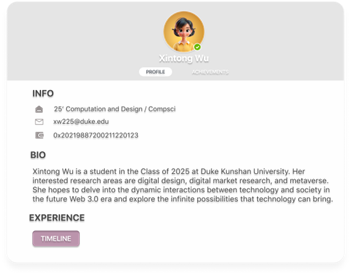 Xintong Wu
PROFILE
ACHIEVEMENTS
INFO
25' Computation and Design / Compsci
xw225@duke.edu
0x20219887200211220123
BIO
Xintong Wu is a student in the Class of 2025 at Duke Kunshan University. Her
interested research areas are digital design, digital market research, and metaverse.
She hopes to delve into the dynamic interactions between technology and society in
the future Web 3.0 era and explore the infinite possibilities that technology can bring.
EXPERIENCE
TIMELINE